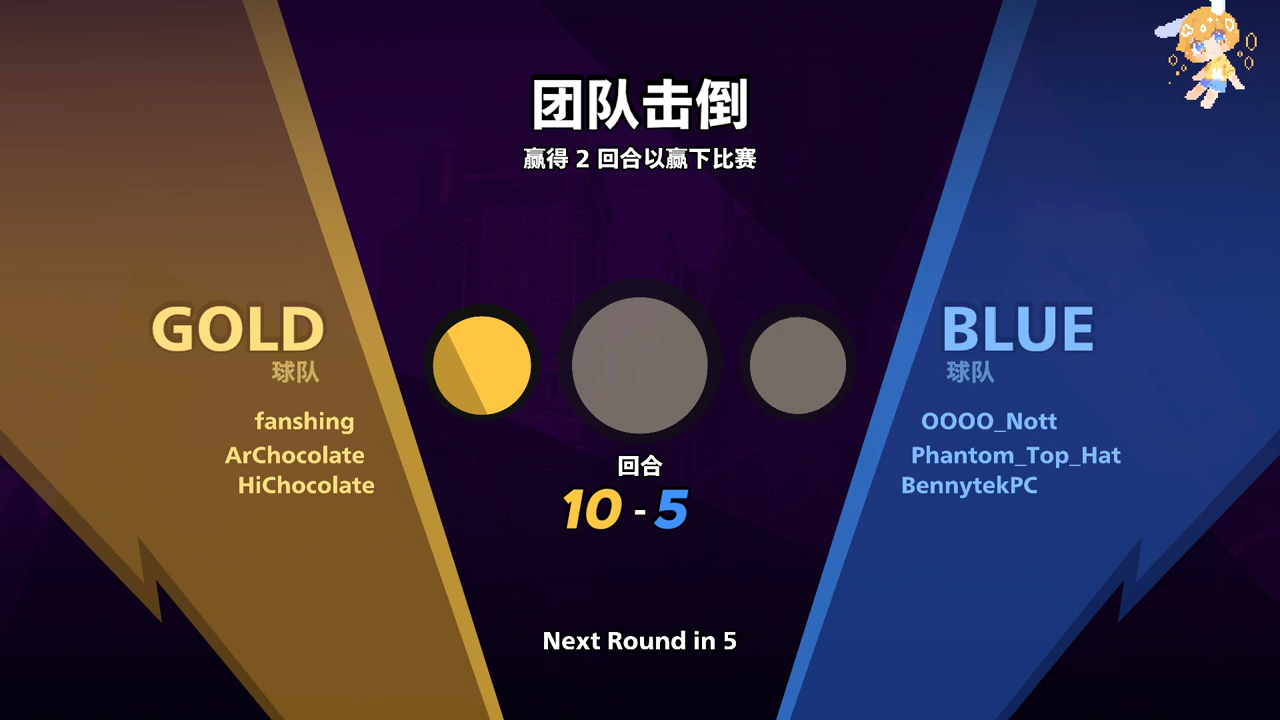 团队击倒
赢得 2 回合以赢下比赛
GOLD
球队
fanshing
ArChocolate
HiChocolate
BLUE
球队
OOOO_Nott
Phantom_Top_Hat
BennytekPC
回合
10 - 5
Next Round in 5